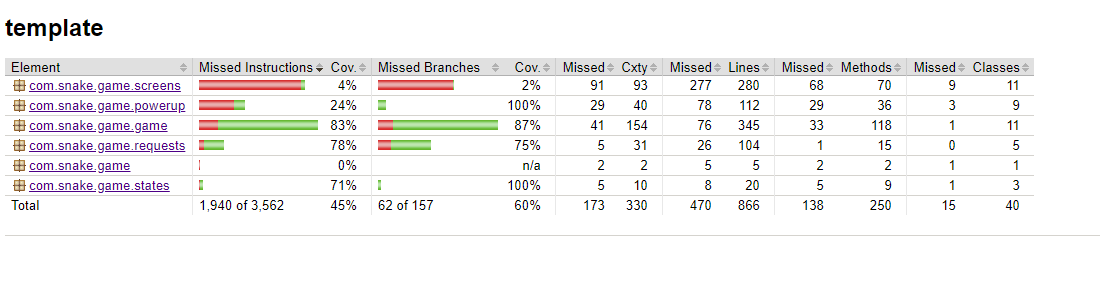 template
Element Missed Instructions Cov. Missed Branches Cov. Missed Cxty Missed Lines Missed Methods Missed Classes
com.snake.game.screens 4% 2% 91 93 277 280 68 70 9 11
com.snake.game.powerup 24% 100% 29 40 78 112 29 36 3 9
com.snake.game.game 83% 87% 41 154 76 345 33 118 1 11
com.snake.game.requests 78% 75% 5 31 26 104 1 15 0 5
com.snake.game 0% n/a 2 2 5 5 2 2 1 1
com.snake.game.states 71% 100% 5 10 8 20 5 9 1 3
Total 1,940 of 3,562 45% 62 of 157 60% 173 330 470 866 138 250 15 40